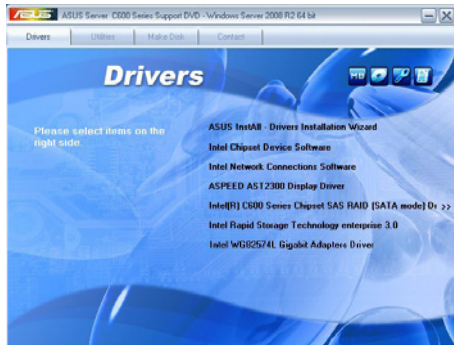 ASUS Server C600 Series Support DVD - Windows Server 2008 R2 64 bit
Drivers
Utilities
Make Disk
Contact
Drivers
MB
Please select items on the
right side.
ASUS InstAll - Drivers Installation Wizard
Intel Chipset Device Software
Intel Network Connections Software
ASPEED AST2300 Display Driver
Intel(R) C600 Series Chipset SAS RAID (SATA mode) Dr >>
Intel Rapid Storage Technology enterprise 3.0
Intel WG82574L Gigabit Adapters Driver